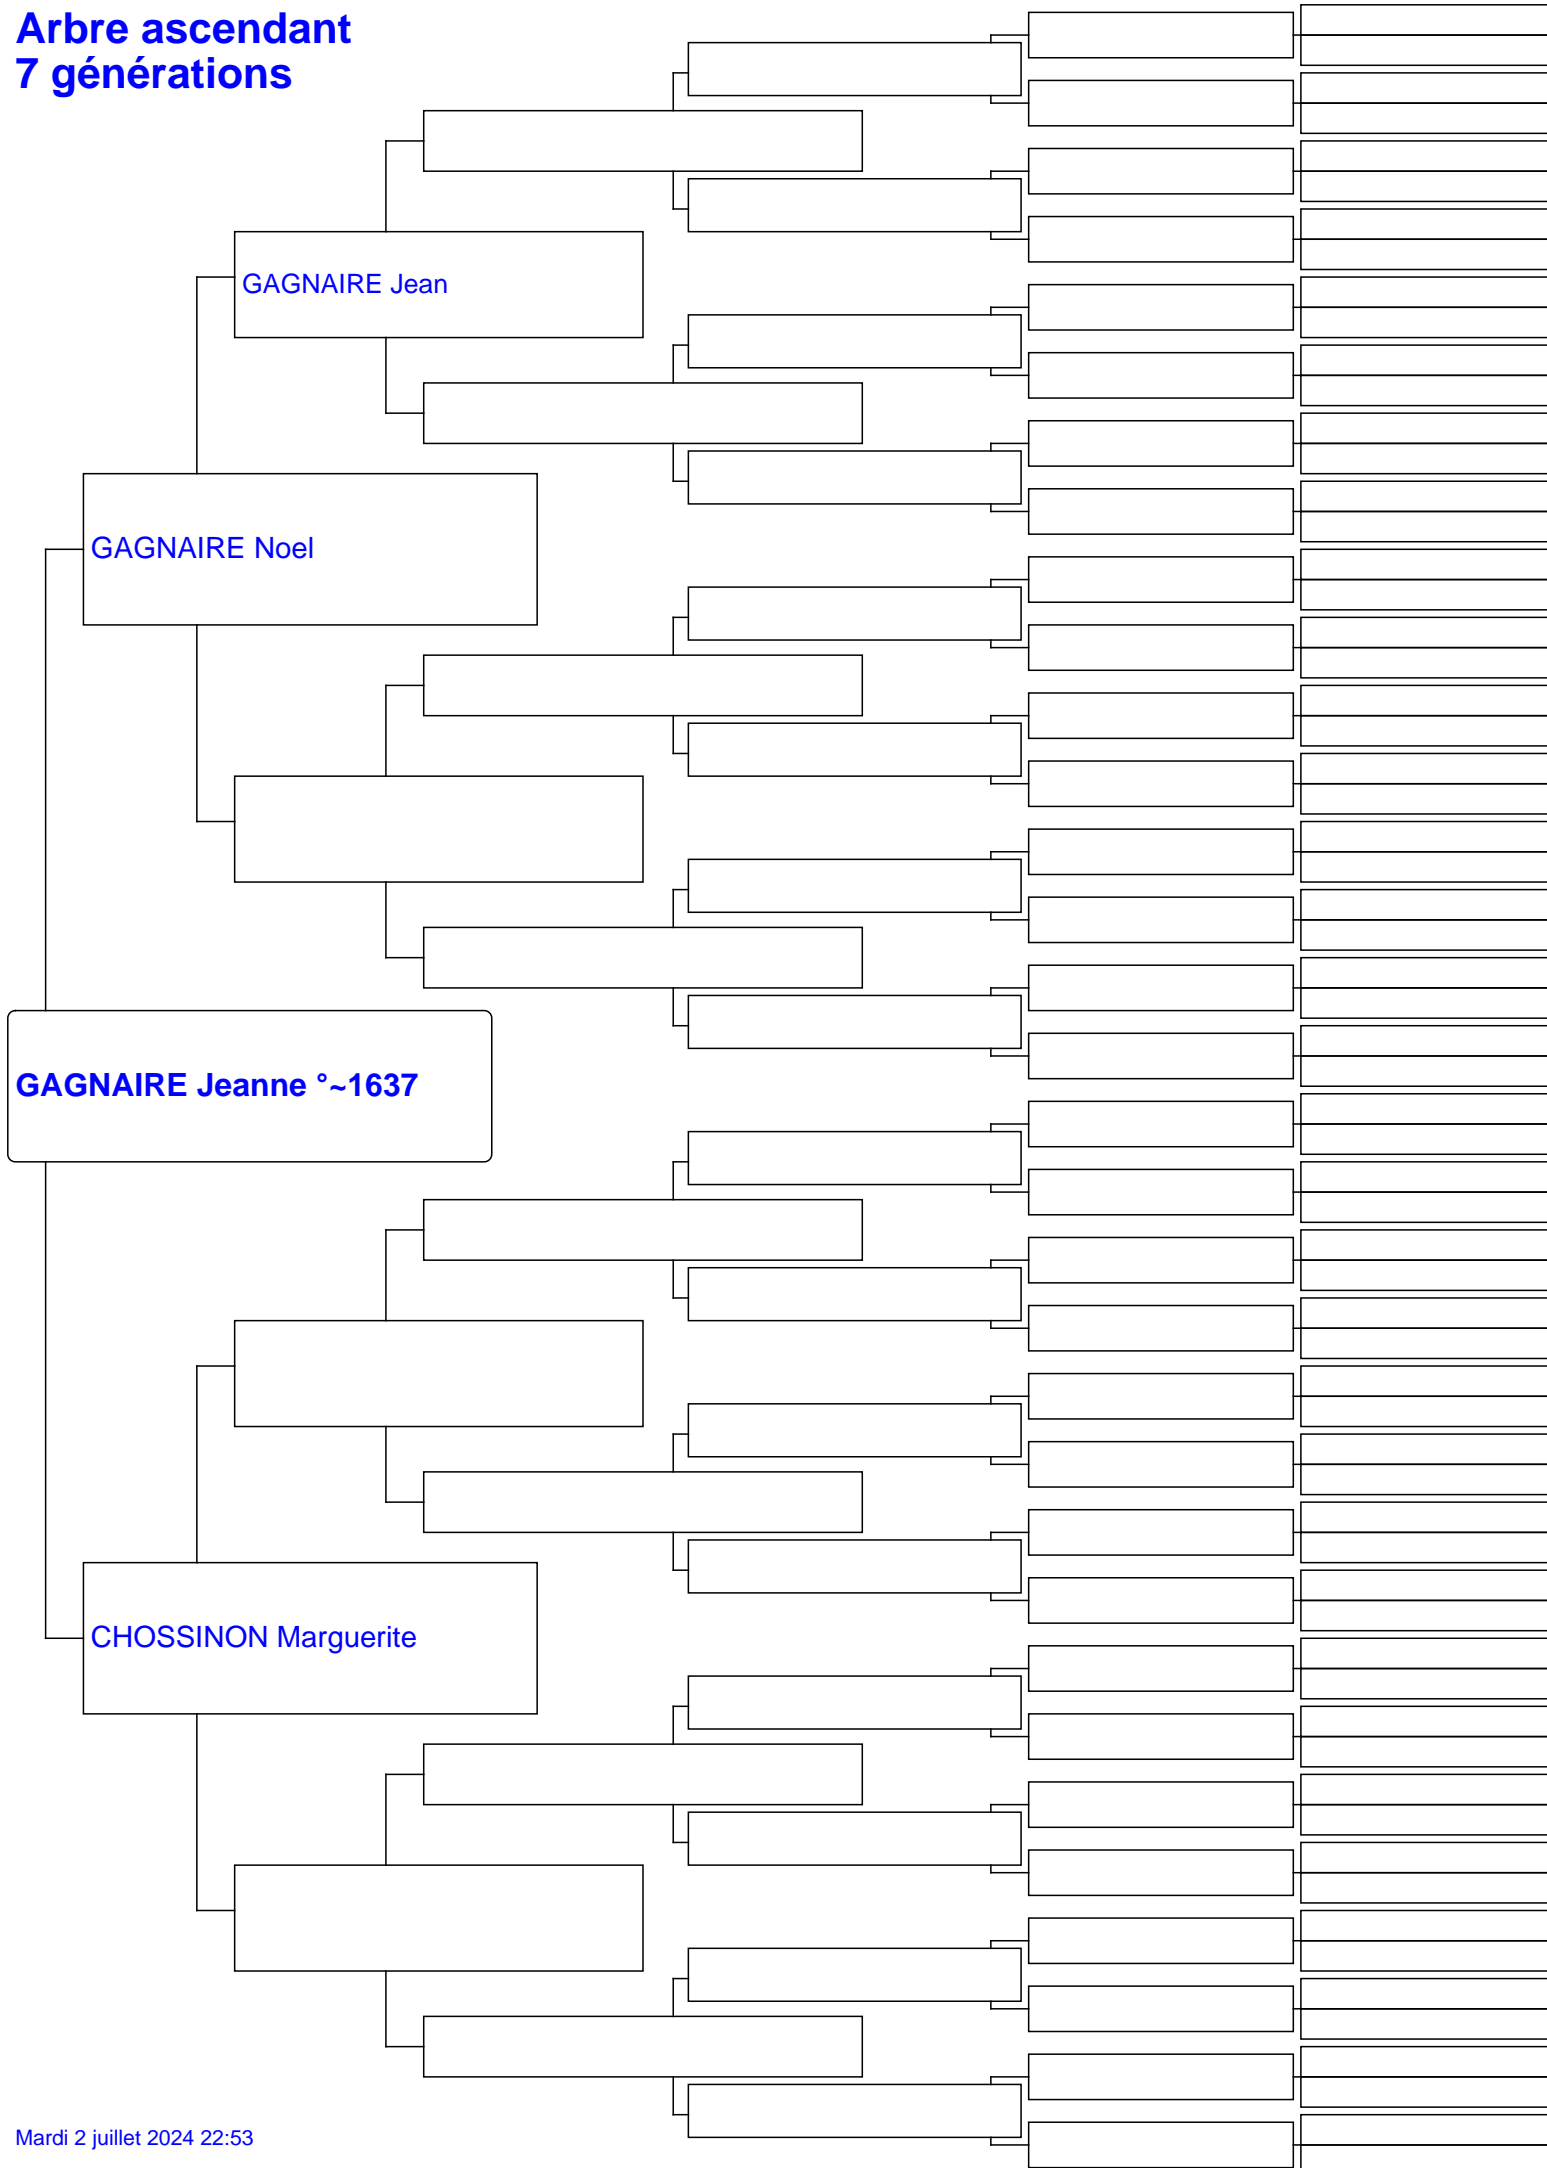 Arbre ascendant
7 générations
GAGNAIRE Jean
GAGNAIRE Noel
GAGNAIRE Jeanne °~1637
CHOSSINON Marguerite
Mardi 2 juillet 2024 22:53